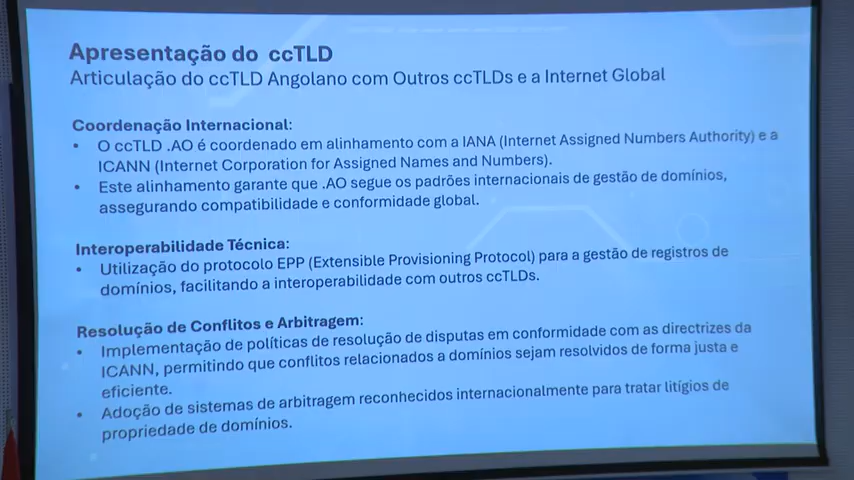 Apresentação do ccTLD
Articulação do ccTLD Angolano com Outros ccTLDs e a Internet Global
Coordenação Internacional:
• O ccTLD .AO é coordenado em alinhamento com a IANA (Internet Assigned Numbers Authority) e a
ICANN (Internet Corporation for Assigned Names and Numbers).
• Este alinhamento garante que .AO segue os padrões internacionais de gestão de domínios,
assegurando compatibilidade e conformidade global.
Interoperabilidade Técnica:
• Utilização do protocolo EPP (Extensible Provisioning Protocol) para a gestão de registros de
domínios, facilitando a interoperabilidade com outros ccTLDs.
Resolução de Conflitos e Arbitragem:
• Implementação de políticas de resolução de disputas em conformidade com as directrizes da
ICANN, permitindo que conflitos relacionados a domínios sejam resolvidos de forma justa e
eficiente.
• Adoção de sistemas de arbitragem reconhecidos internacionalmente para tratar litígios de
propriedade de domínios.